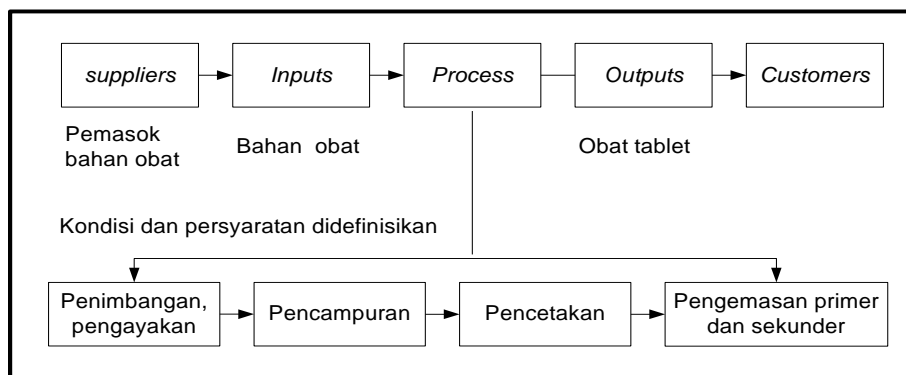 suppliers
Inputs
Process
Outputs
Customers
Pemasok
bahan obat
Bahan obat
Obat tablet
Kondisi dan persyaratan didefinisikan
Penimbangan,
pengayakan
Pencampuran
Pencetakan
Pengemasan primer
dan sekunder